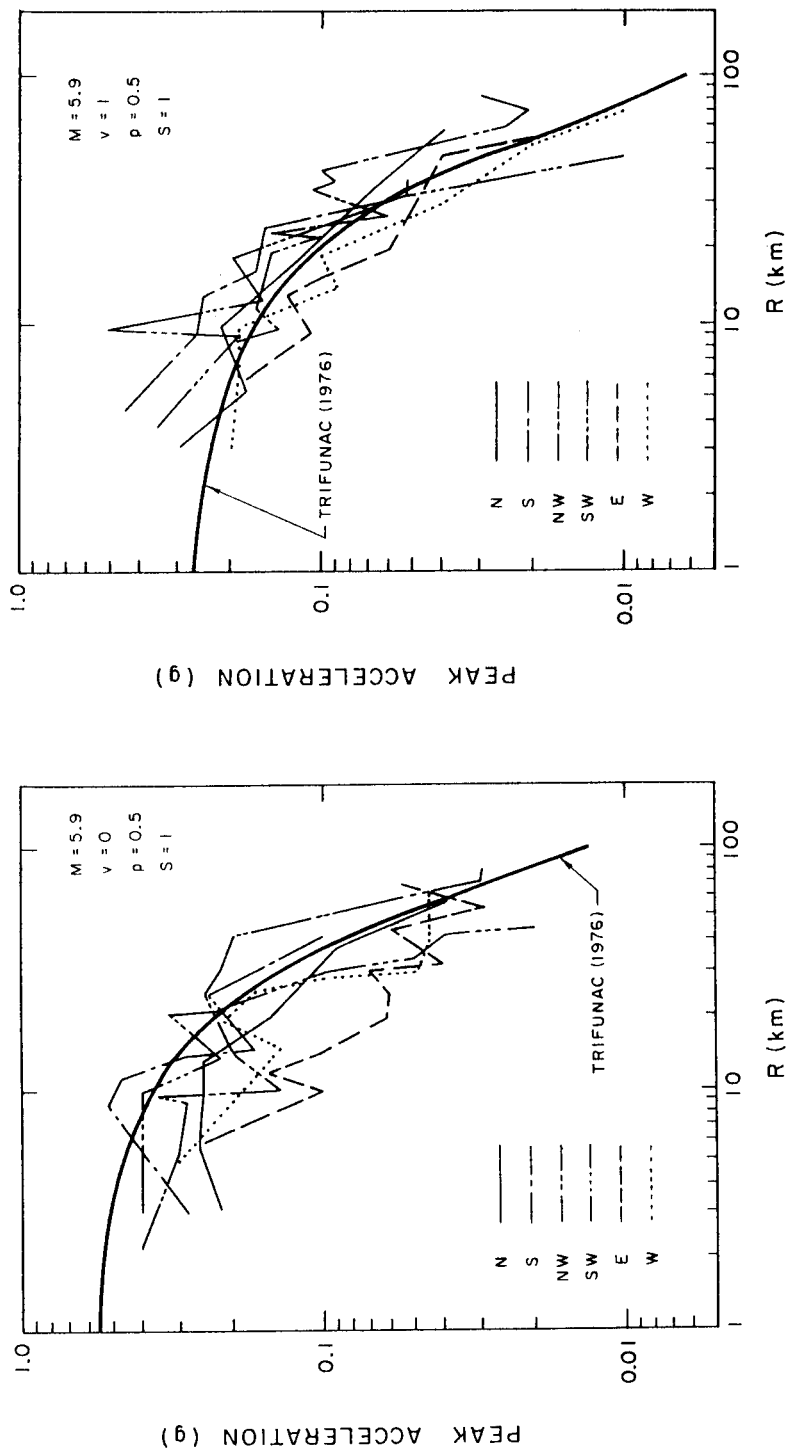 PEAK ACCELERATION (g)
1.0
0.1
0.01
1
10
100
R (km)
M = 5.9
v = 0
p = 0.5
S = 1
TRIFUNAC (1976)
N
S
NW
SW
E
W
PEAK ACCELERATION (g)
1.0
0.1
0.01
1
10
100
R (km)
M = 5.9
v = 1
p = 0.5
S = 1
TRIFUNAC (1976)
N
S
NW
SW
E
W